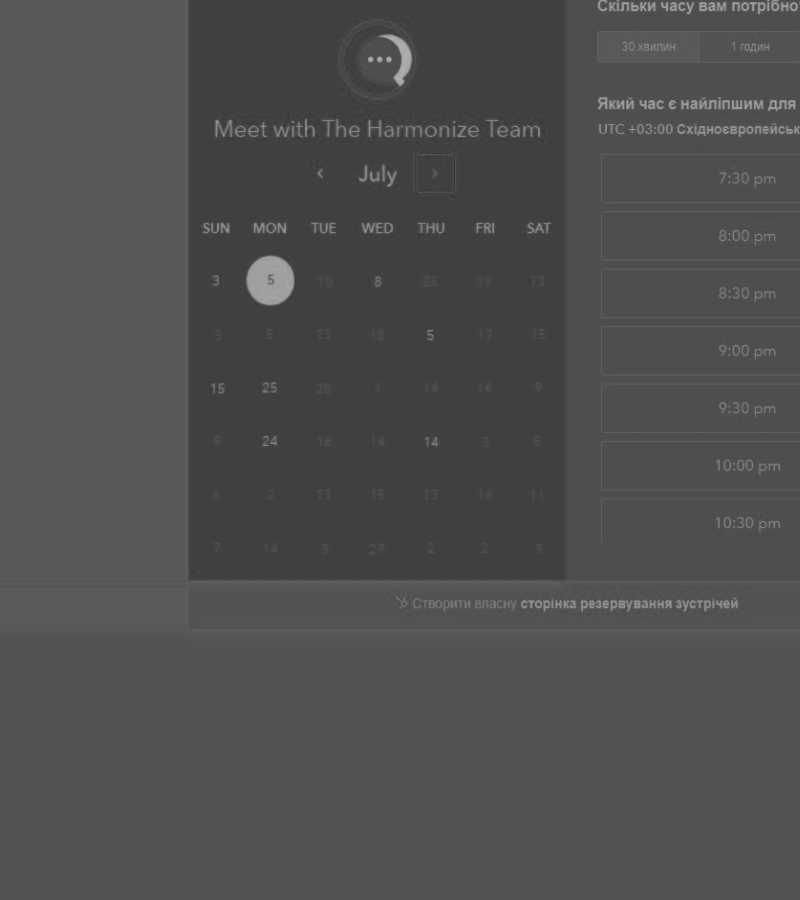 Meet with The Harmonize Team
July
SUN MON TUE WED THU FRI SAT
3 5 10 8 25 19 13
3 5 13 18 5 17 15
15 25 28 1 14 14 9
9 24 16 14 14 3 5
6 2 13 15 13 16 11
7 14 3 27 2 2 3
Скільки часу вам потрібно
30 хвилин 1 годин
Який час є найліпшим для
UTC +03:00 Східноєвропейськ
7:30 pm
8:00 pm
8:30 pm
9:00 pm
9:30 pm
10:00 pm
10:30 pm
Створити власну сторінка резервування зустрічей